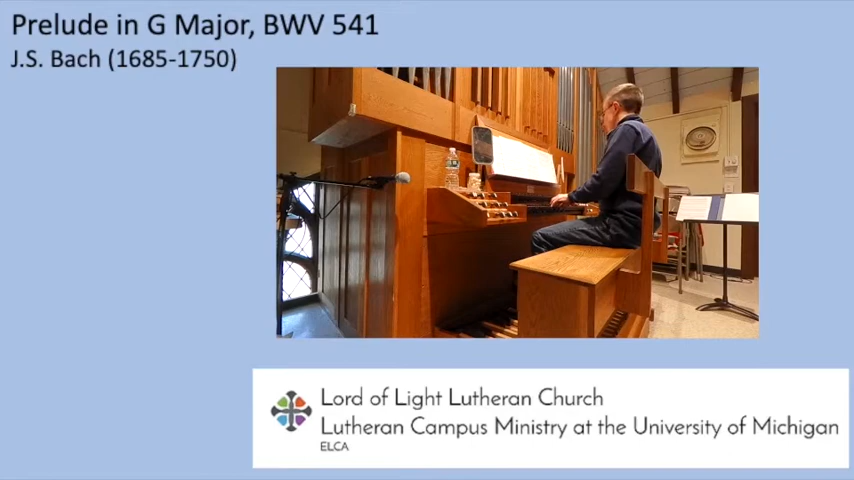 Prelude in G Major, BWV 541
J.S. Bach (1685-1750)
Lord of Light Lutheran Church
Lutheran Campus Ministry at the University of Michigan
ELCA